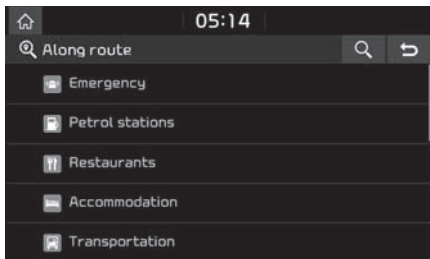 05:14
Along route
Emergency
Petrol stations
Restaurants
Accommodation
Transportation